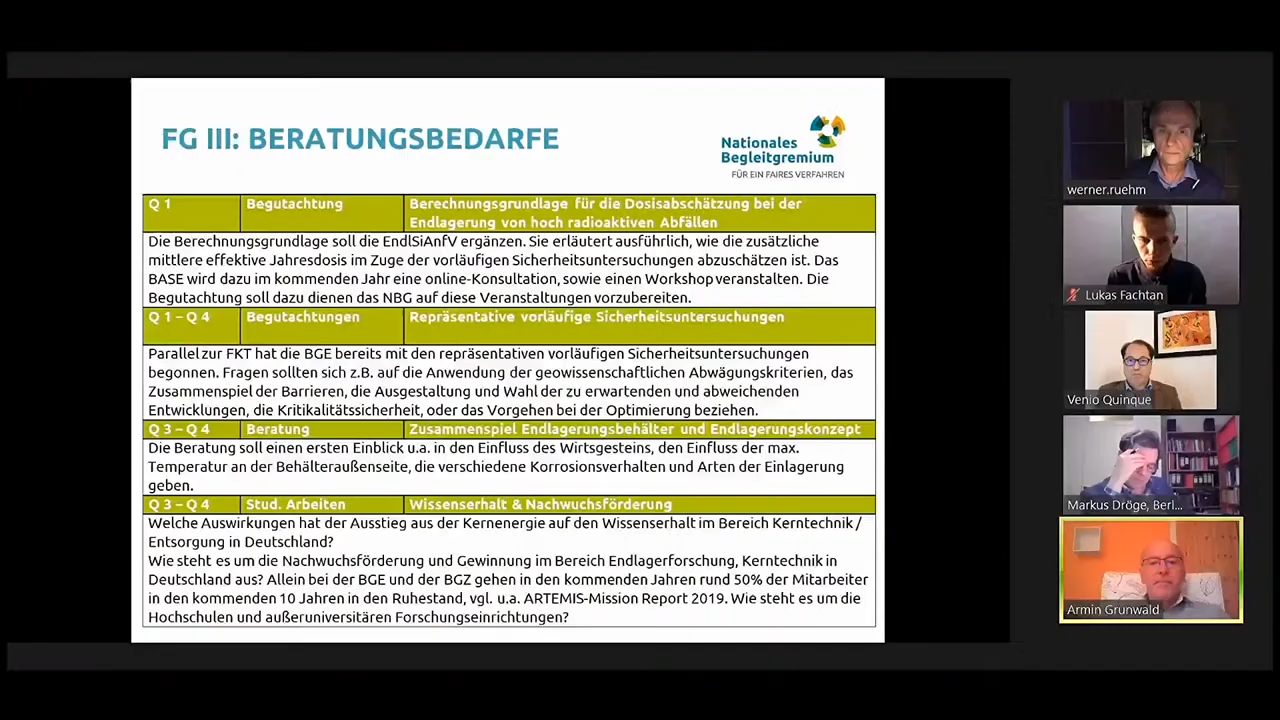 FG III: BERATUNGSBEDARFE
Nationales
Begleitgremium
FÜR EIN FAIRES VERFAHREN
Q 1 Begutachtung Berechnungsgrundlage für die Dosisabschätzung bei der
Endlagerung von hoch radioaktiven Abfällen
Die Berechnungsgrundlage soll die EndlSiAnfV ergänzen. Sie erläutert ausführlich, wie die zusätzliche
mittlere effektive Jahresdosis im Zuge der vorläufigen Sicherheitsuntersuchungen abzuschätzen ist. Das
BASE wird dazu im kommenden Jahr eine online-Konsultation, sowie einen Workshop veranstalten. Die
Begutachtung soll dazu dienen das NBG auf diese Veranstaltungen vorzubereiten.
Q 1 – Q 4 Begutachtungen Repräsentative vorläufige Sicherheitsuntersuchungen
Parallel zur FKT hat die BGE bereits mit den repräsentativen vorläufigen Sicherheitsuntersuchungen
begonnen. Fragen sollten sich z.B. auf die Anwendung der geowissenschaftlichen Abwägungskriterien, das
Zusammenspiel der Barrieren, die Ausgestaltung und Wahl der zu erwartenden und abweichenden
Entwicklungen, die Kritikalitätssicherheit, oder das Vorgehen bei der Optimierung beziehen.
Q 3 – Q 4 Beratung Zusammenspiel Endlagerungsbehälter und Endlagerungskonzept
Die Beratung soll einen ersten Einblick u.a. in den Einfluss des Wirtsgesteins, den Einfluss der max.
Temperatur an der Behälteraußenseite, die verschiedene Korrosionsverhalten und Arten der Einlagerung
geben.
Q 3 – Q 4 Stud. Arbeiten Wissenserhalt & Nachwuchsförderung
Welche Auswirkungen hat der Ausstieg aus der Kernenergie auf den Wissenserhalt im Bereich Kerntechnik /
Entsorgung in Deutschland?
Wie steht es um die Nachwuchsförderung und Gewinnung im Bereich Endlagerforschung, Kerntechnik in
Deutschland aus? Allein bei der BGE und der BGZ gehen in den kommenden Jahren rund 50% der Mitarbeiter
in den kommenden 10 Jahren in den Ruhestand, vgl. u.a. ARTEMIS-Mission Report 2019. Wie steht es um die
Hochschulen und außeruniversitären Forschungseinrichtungen?
werner.ruehm
Lukas Fachtan
Venio Quinque
Markus Dröge, Berl...
Armin Grunwald